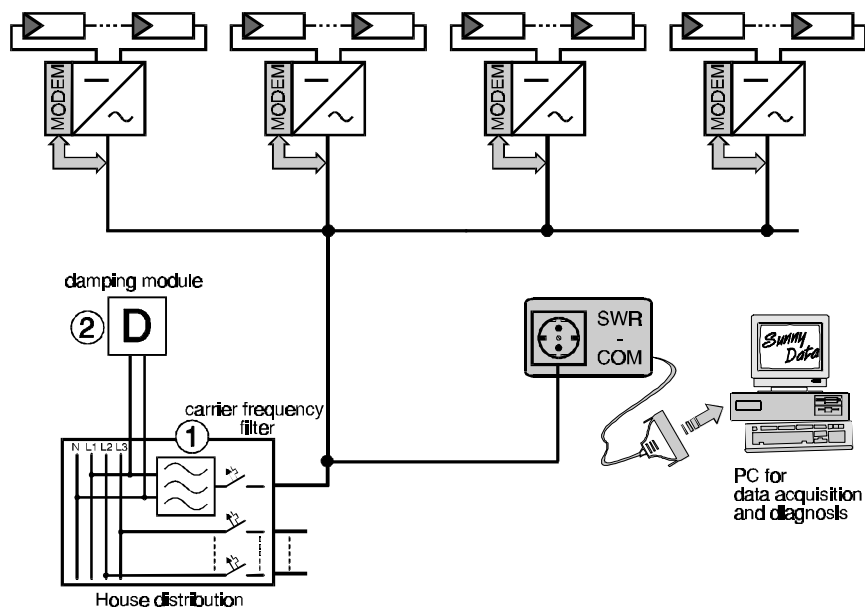 MODEM
MODEM
MODEM
MODEM
damping module
2
D
SWR
-
COM
Sunny
Data
carrier frequency
filter
1
N L1 L2 L3
PC for
data acquisition
and diagnosis
House distribution